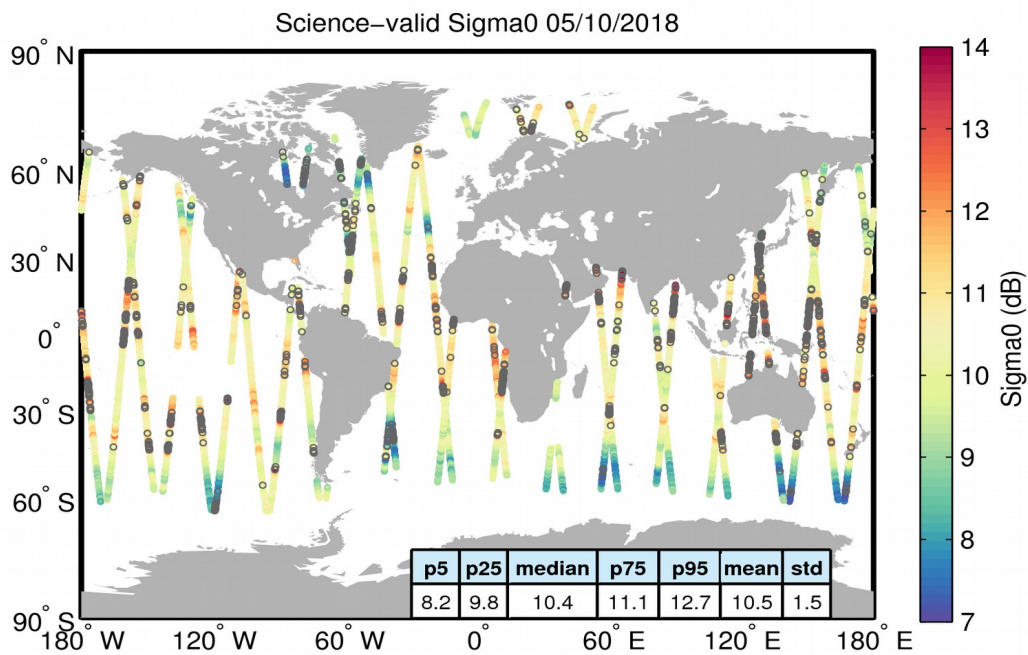 Science−valid Sigma0 05/10/2018
90° N
60° N
30° N
0°
30° S
60° S
90° S
180° W
120° W
60° W
0°
60° E
120° E
180° E
p5 p25 median p75 p95 mean std
8.2 9.8 10.4 11.1 12.7 10.5 1.5
14
13
12
11
10
9
8
7
Sigma0 (dB)